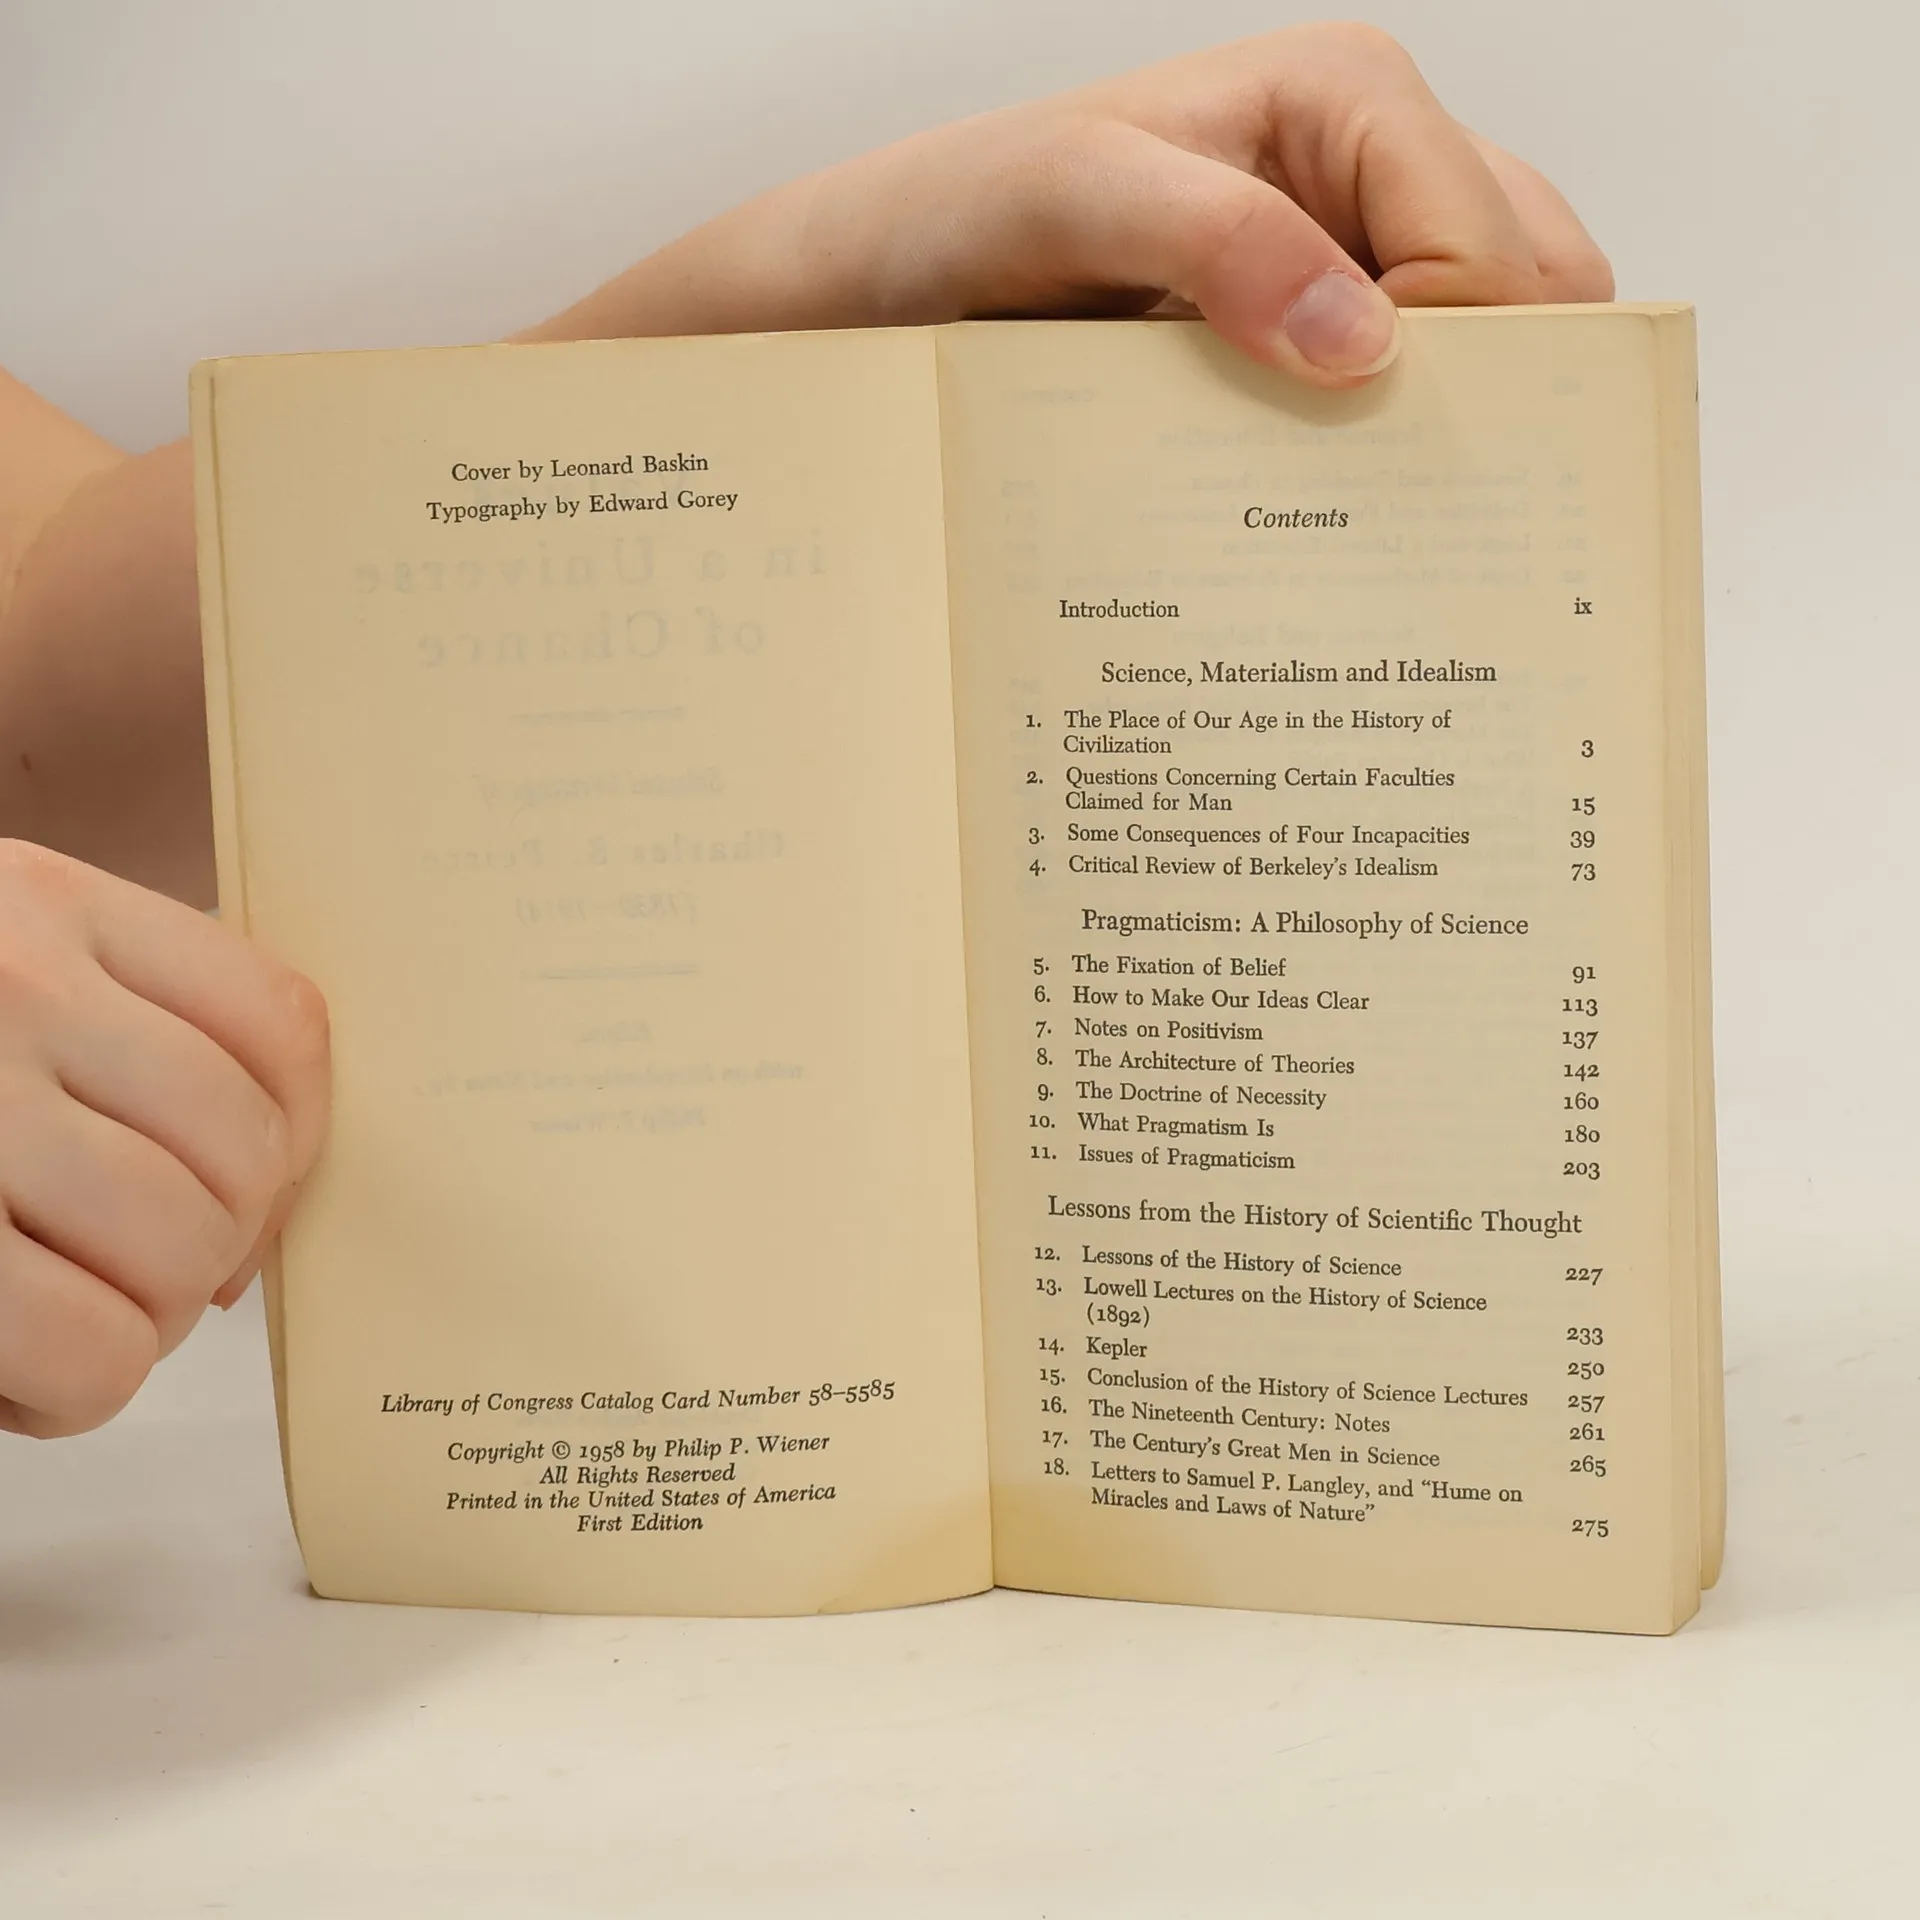 Cover by Leonard Baskin
Typography by Edward Gorey
Library of Congress Catalog Card Number 58–5585
Copyright © 1958 by Philip P. Wiener
All Rights Reserved
Printed in the United States of America
First Edition
Contents
Introduction ix
Science, Materialism and Idealism
1. The Place of Our Age in the History of
Civilization 3
2. Questions Concerning Certain Faculties
Claimed for Man 15
3. Some Consequences of Four Incapacities 39
4. Critical Review of Berkeley's Idealism 73
Pragmaticism: A Philosophy of Science
5. The Fixation of Belief 91
6. How to Make Our Ideas Clear 113
7. Notes on Positivism 137
8. The Architecture of Theories 142
9. The Doctrine of Necessity 160
10. What Pragmatism Is 180
11. Issues of Pragmaticism 203
Lessons from the History of Scientific Thought
12. Lessons of the History of Science 227
13. Lowell Lectures on the History of Science
(1892) 233
14. Kepler 250
15. Conclusion of the History of Science Lectures 257
16. The Nineteenth Century: Notes 261
17. The Century's Great Men in Science 265
18. Letters to Samuel P. Langley, and "Hume on
Miracles and Laws of Nature" 275